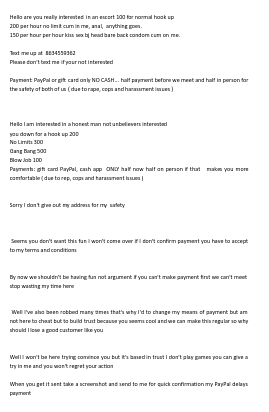 Hello are you really interested in an escort 100 for normal hook up
200 per hour no limit cum in me, anal, anything goes.
150 per hour per hour kiss sex bj head bare back condom cum on me.
Text me up at 8634559362
Please don't text me if your not interested
Payment: PayPal or gift card only NO CASH... half payment before we meet and half in person for
the safety of both of us ( due to rape, cops and harassment issues )
Hello I am interested in a honest man not unbelievers interested
you down for a hook up 200
No Limits 300
Gang Bang 500
Blow Job 100
Payments: gift card PayPal, cash app ONLY half now half on person if that makes you more
comfortable ( due to rep, cops and harassment issues )
Sorry I don't give out my address for my safety
Seems you don't want this fun I won't come over if I don't confirm payment you have to accept
to my terms and conditions
By now we shouldn't be having fun not argument if you can't make payment first we can't meet
stop wasting my time here
Well I've also been robbed many times that's why I'd to change my means of payment but am
not here to cheat but to build trust because you seems cool and we can make this regular so why
should I lose a good customer like you
Well I won't be here trying convince you but it's based in trust I don't play games you can give a
try in me and you won't regret your action
When you get it sent take a screenshot and send to me for quick confirmation my PayPal delays
payment